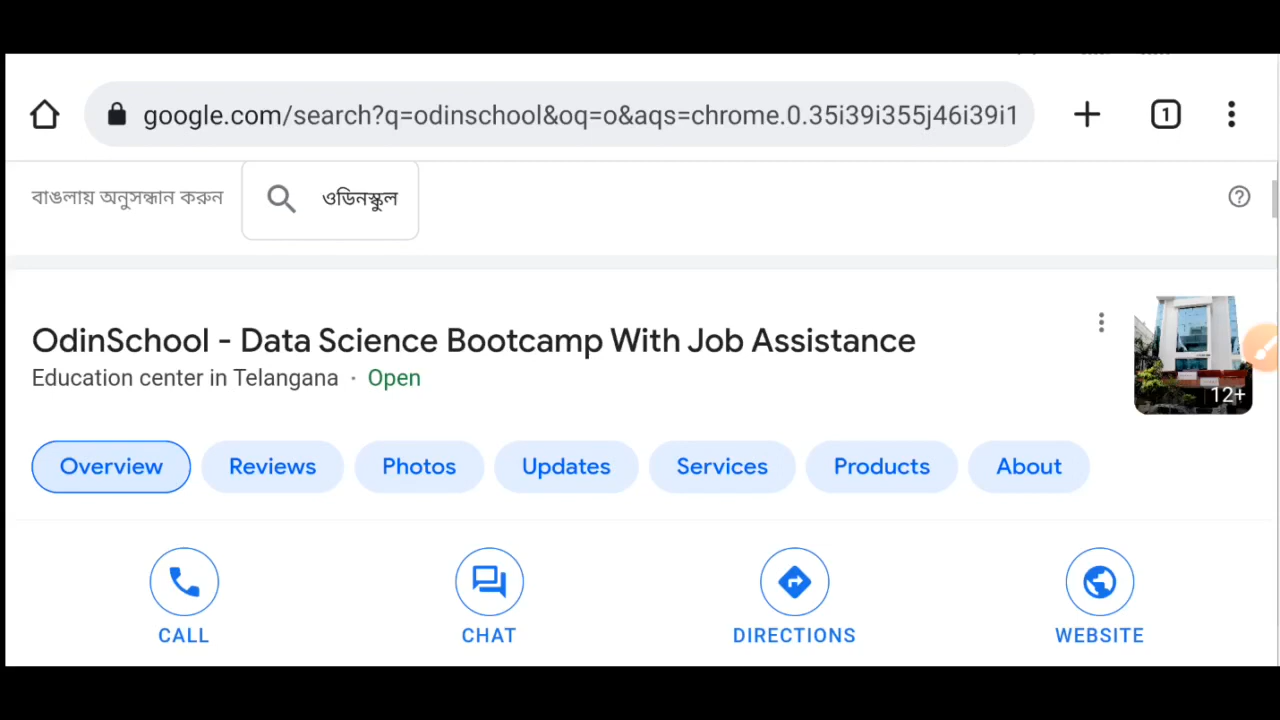 google.com/search?q=odinschool&oq=o&aqs=chrome.0.35i39i355j46i39i1
1
বাঙলায় অনুসন্ধান করুন
ওডিনস্কুল
OdinSchool - Data Science Bootcamp With Job Assistance
Education center in Telangana · Open
12+
Overview Reviews Photos Updates Services Products About
CALL CHAT DIRECTIONS WEBSITE